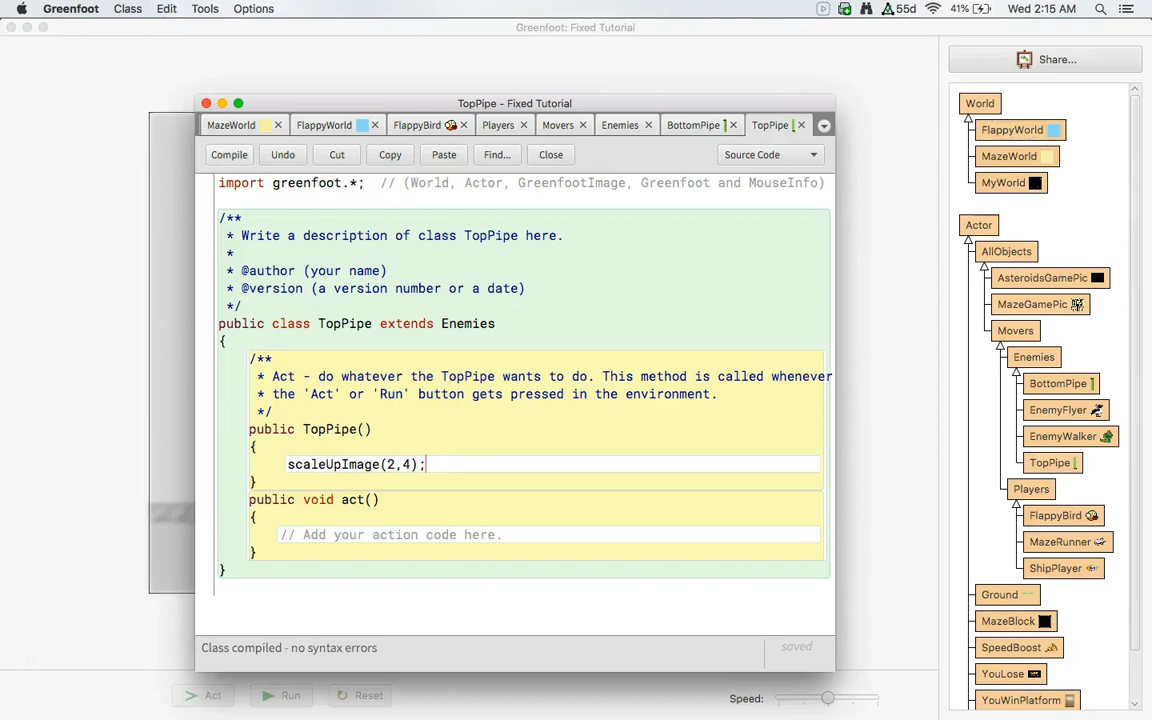 Greenfoot Class Edit Tools Options 55d 41% Wed 2:15 AM
Greenfoot: Fixed Tutorial
TopPipe - Fixed Tutorial
MazeWorld FlappyWorld FlappyBird Players Movers Enemies BottomPipe TopPipe
Compile Undo Cut Copy Paste Find... Close Source Code
import greenfoot.*;  // (World, Actor, GreenfootImage, Greenfoot and MouseInfo)
/**
 * Write a description of class TopPipe here.
 *
 * @author (your name)
 * @version (a version number or a date)
 */
public class TopPipe extends Enemies
{
/**
 * Act - do whatever the TopPipe wants to do. This method is called whenever
 * the 'Act' or 'Run' button gets pressed in the environment.
 */
public TopPipe()
{
scaleUpImage(2,4);
}
public void act()
{
// Add your action code here.
}
}
Class compiled - no syntax errors
saved
Act Run Reset Speed:
Share...
World
FlappyWorld
MazeWorld
MyWorld
Actor
AllObjects
AsteroidsGamePic
MazeGamePic
Movers
Enemies
BottomPipe
EnemyFlyer
EnemyWalker
TopPipe
Players
FlappyBird
MazeRunner
ShipPlayer
Ground
MazeBlock
SpeedBoost
YouLose
YouWinPlatform